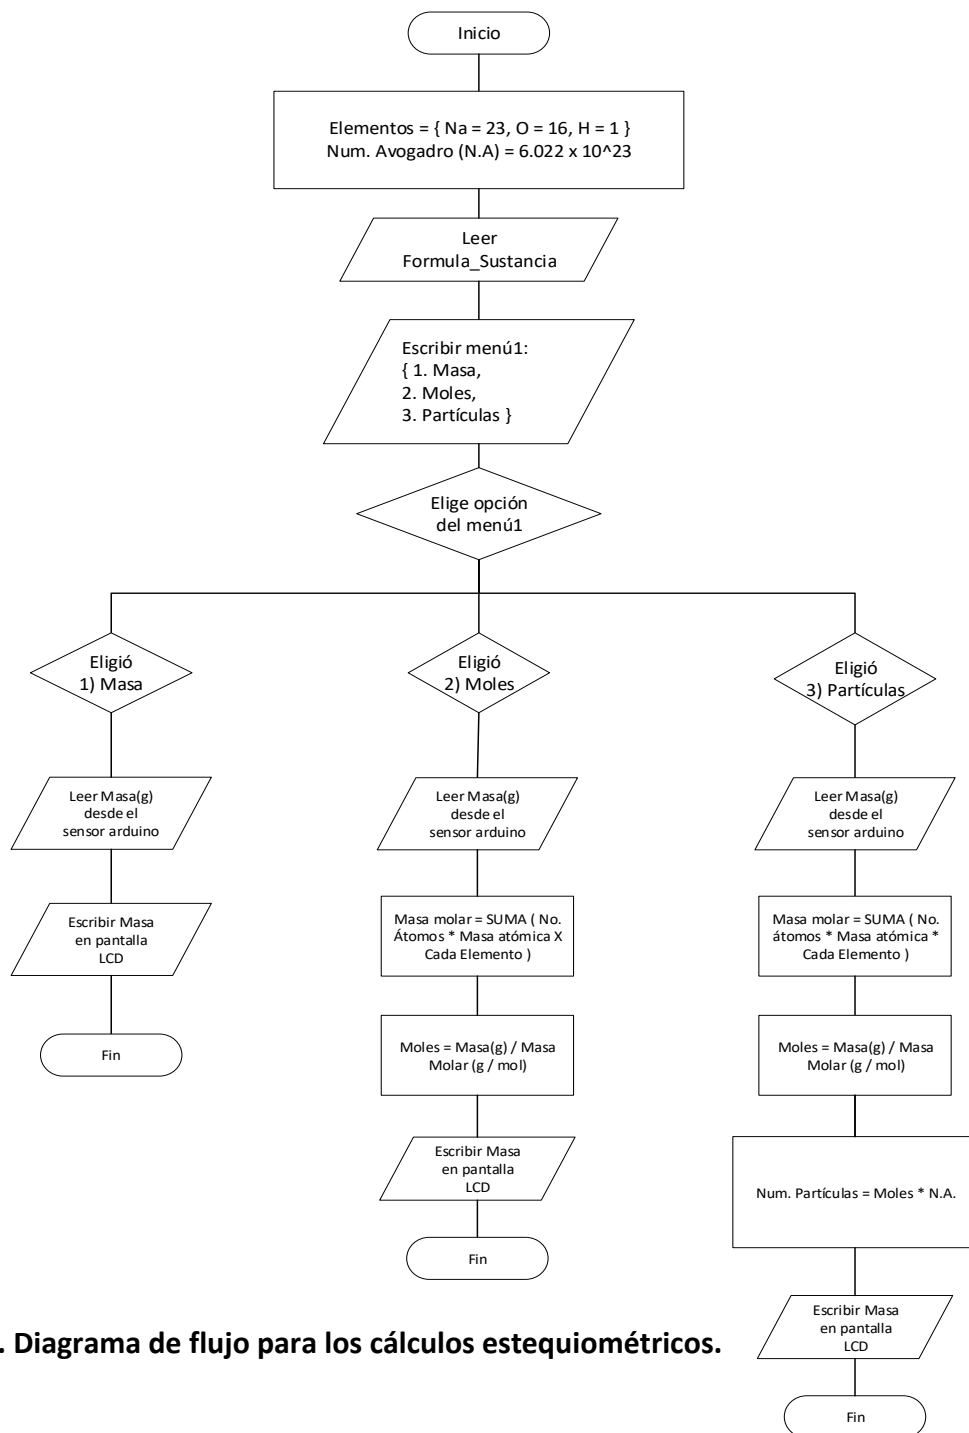 Inicio
Elementos = { Na = 23, O = 16, H = 1 }
Num. Avogadro (N.A) = 6.022 x 10^23
Leer
Formula_Sustancia
Escribir menú1:
{ 1. Masa,
2. Moles,
3. Partículas }
Elige opción
del menú1
Eligió
1) Masa
Leer Masa(g)
desde el
sensor arduino
Escribir Masa
en pantalla
LCD
Fin
Eligió
2) Moles
Leer Masa(g)
desde el
sensor arduino
Masa molar = SUMA ( No.
Átomos * Masa atómica X
Cada Elemento )
Moles = Masa(g) / Masa
Molar (g / mol)
Escribir Masa
en pantalla
LCD
Fin
Eligió
3) Partículas
Leer Masa(g)
desde el
sensor arduino
Masa molar = SUMA ( No.
átomos * Masa atómica *
Cada Elemento )
Moles = Masa(g) / Masa
Molar (g / mol)
Num. Partículas = Moles * N.A.
Escribir Masa
en pantalla
LCD
Fin
. Diagrama de flujo para los cálculos estequiométricos.